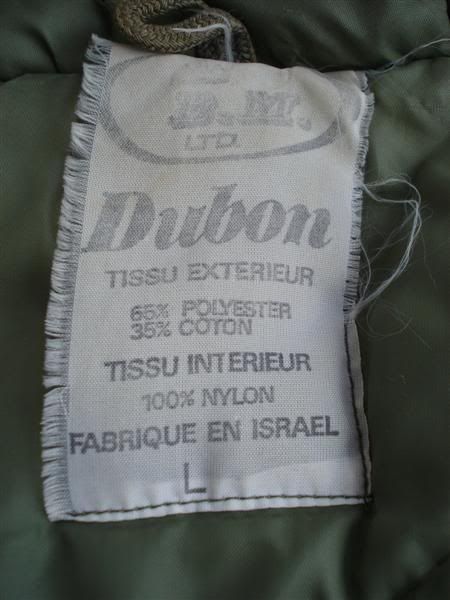 B.M.
LTD.
Dubon
TISSU EXTERIEUR
65% POLYESTER
35% COTON
TISSU INTERIEUR
100% NYLON
FABRIQUE EN ISRAEL
L